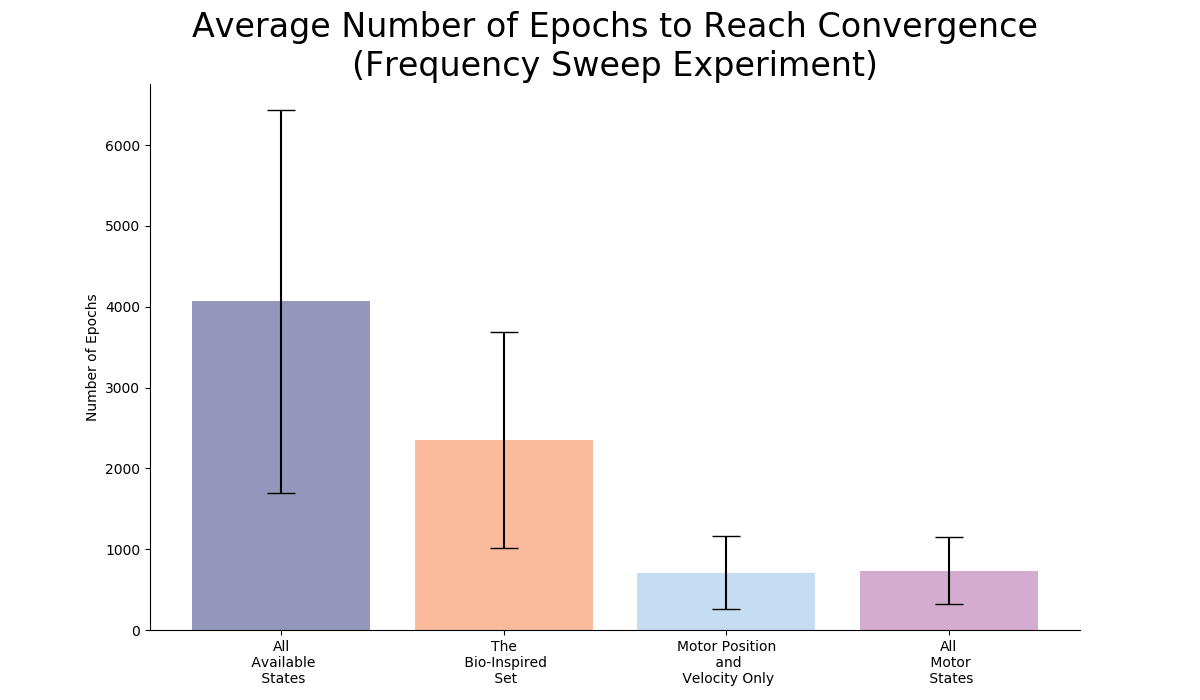 Average Number of Epochs to Reach Convergence
(Frequency Sweep Experiment)
Number of Epochs
6000
5000
4000
3000
2000
1000
0
All
Available
States
The
Bio-Inspired
Set
Motor Position
and
Velocity Only
All
Motor
States